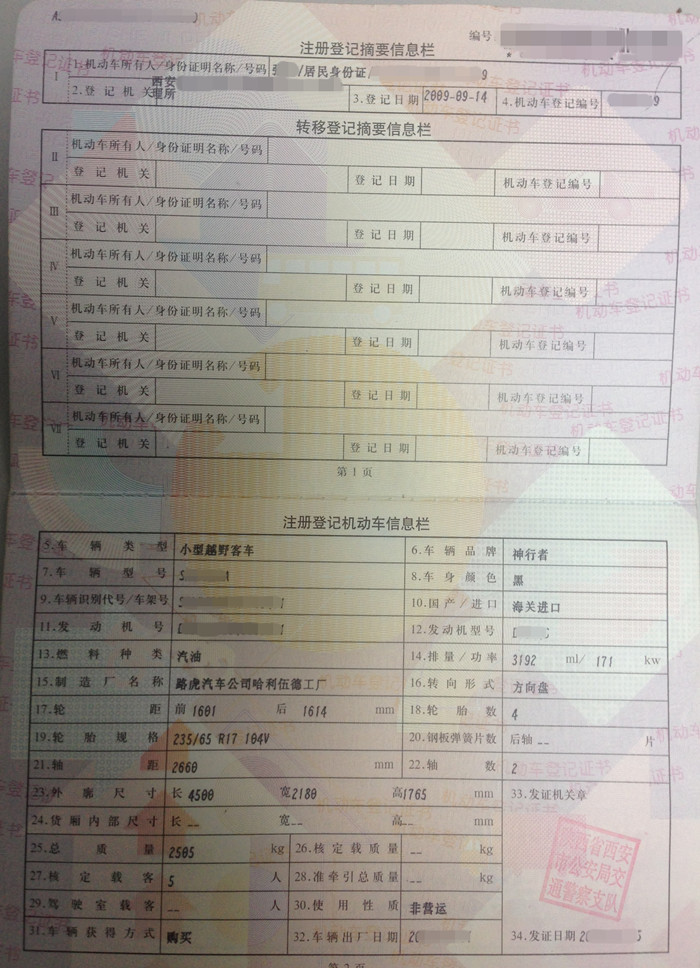 编号
注册登记摘要信息栏
I 1.机动车所有人/身份证明名称/号码 /居民身份证/ 9
2.登记机关 西安 理所 3.登记日期 2009-09-14 4.机动车登记编号 9
转移登记摘要信息栏
II 机动车所有人/身份证明名称/号码
登记机关 登记日期 机动车登记编号
III 机动车所有人/身份证明名称/号码
登记机关 登记日期 机动车登记编号
IV 机动车所有人/身份证明名称/号码
登记机关 登记日期 机动车登记编号
V 机动车所有人/身份证明名称/号码
登记机关 登记日期 机动车登记编号
VI 机动车所有人/身份证明名称/号码
登记机关 登记日期 机动车登记编号
VII 机动车所有人/身份证明名称/号码
登记机关 登记日期 机动车登记编号
第1页
注册登记机动车信息栏
5.车辆类型 小型越野客车 6.车辆品牌 神行者
7.车辆型号 8.车身颜色 黑
9.车辆识别代号/车架号 10.国产/进口 海关进口
11.发动机号 12.发动机型号
13.燃料种类 汽油 14.排量/功率 3192 ml/ 171 kw
15.制造厂名称 路虎汽车公司哈利伍德工厂 16.转向形式 方向盘
17.轮距 前 1601 后 1614 mm 18.轮胎数 4
19.轮胎规格 235/65 R17 104V 20.钢板弹簧片数 后轴 -- 片
21.轴距 2660 mm 22.轴数 2
23.外廓尺寸 长 4500 宽 2180 高 1765 mm 33.发证机关章
24.货厢内部尺寸 长 -- 宽 -- 高 -- mm
25.总质量 2505 kg 26.核定载质量 -- kg
27.核定载客 5 人 28.准牵引总质量 -- kg
29.驾驶室载客 -- 人 30.使用性质 非营运
31.车辆获得方式 购买 32.车辆出厂日期 20 34.发证日期 20 5
陕西省西安
市公安局交
通警察支队
第2页